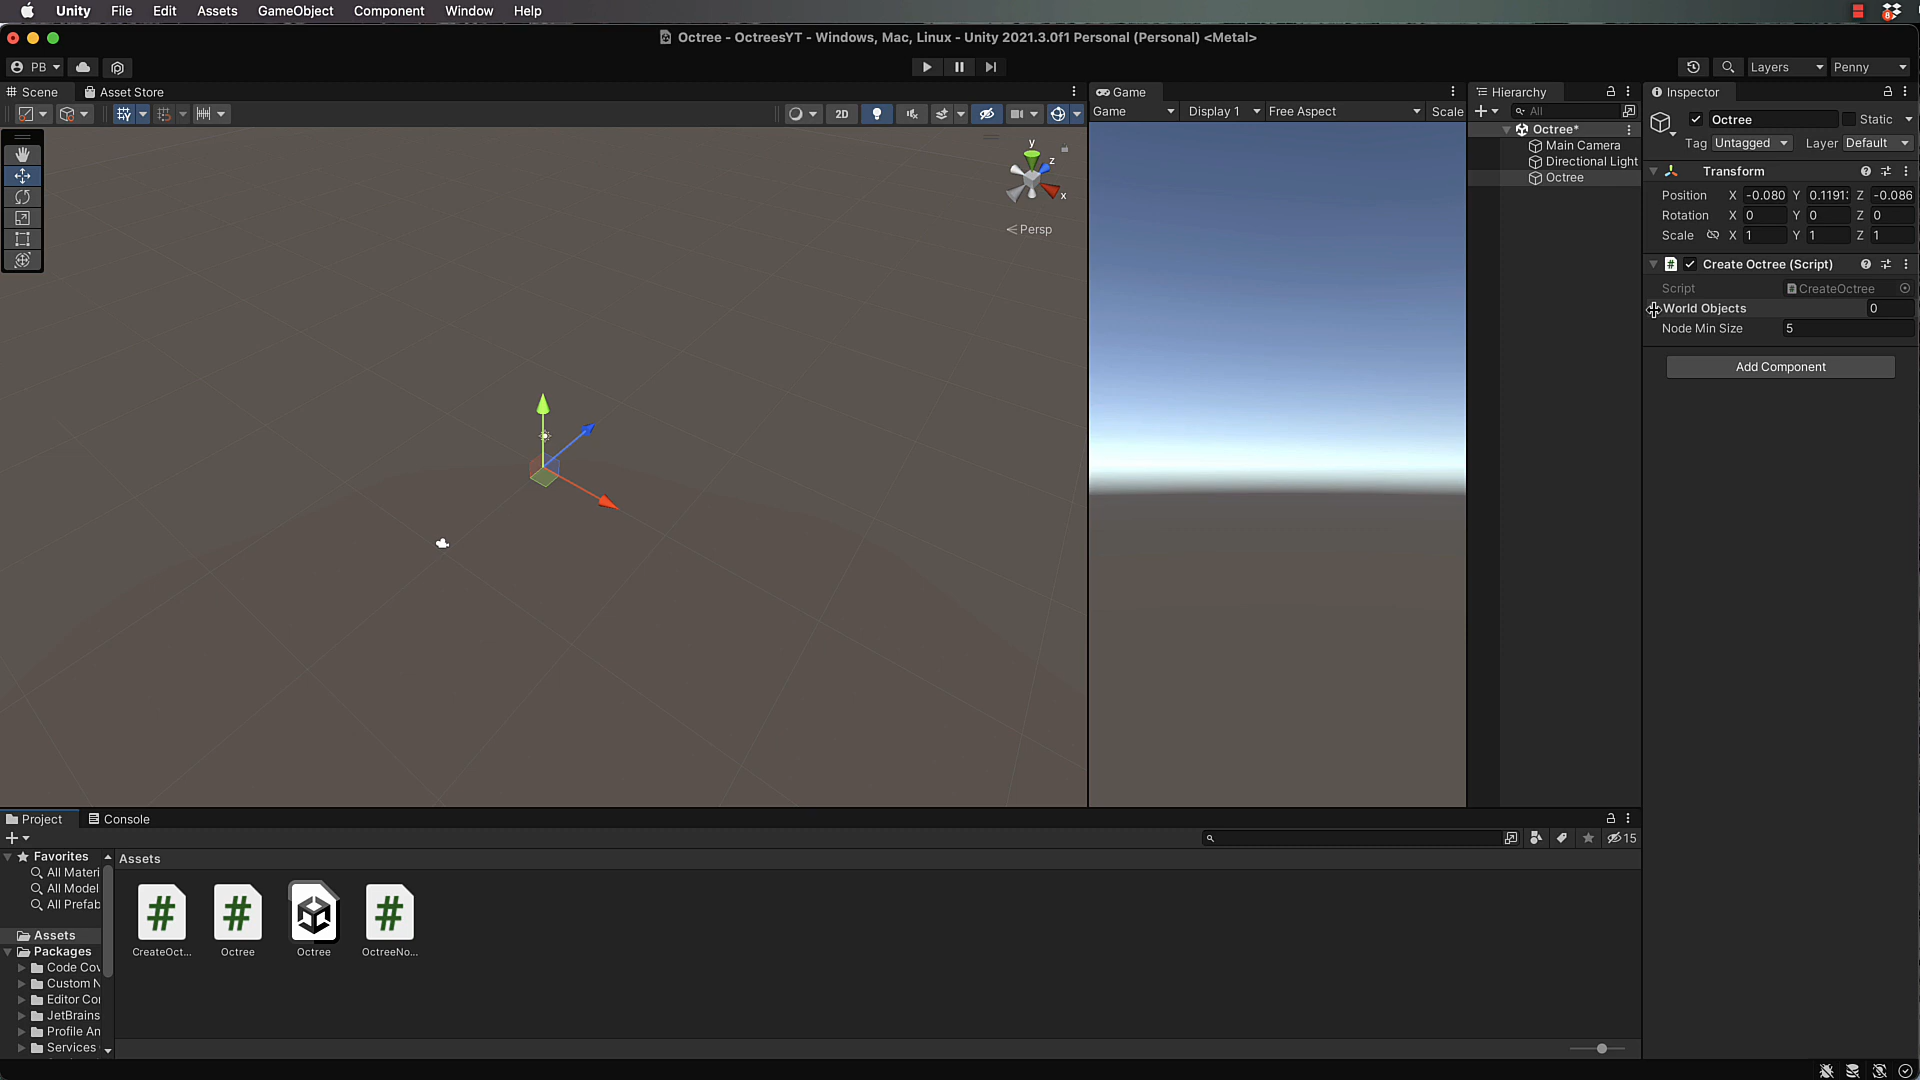 Unity File Edit Assets GameObject Component Window Help
8
Octree - OctreesYT - Windows, Mac, Linux - Unity 2021.3.0f1 Personal (Personal) <Metal>
PB
Layers Penny
Scene Asset Store
Game
Hierarchy
Inspector
2D
Game Display 1 Free Aspect Scale
All
Octree*
Main Camera
Directional Light
Octree
Octree Static
Tag Untagged Layer Default
Transform
Position X -0.080 Y 0.1191 Z -0.086
Rotation X 0 Y 0 Z 0
Scale X 1 Y 1 Z 1
Create Octree (Script)
Script CreateOctree
World Objects 0
Node Min Size 5
Add Component
y
z
x
Persp
Project Console
15
Favorites
All Materi
All Model
All Prefab
Assets
Packages
Code Cov
Custom N
Editor Co
JetBrains
Profile An
Services
Assets
CreateOct... Octree Octree OctreeNo...